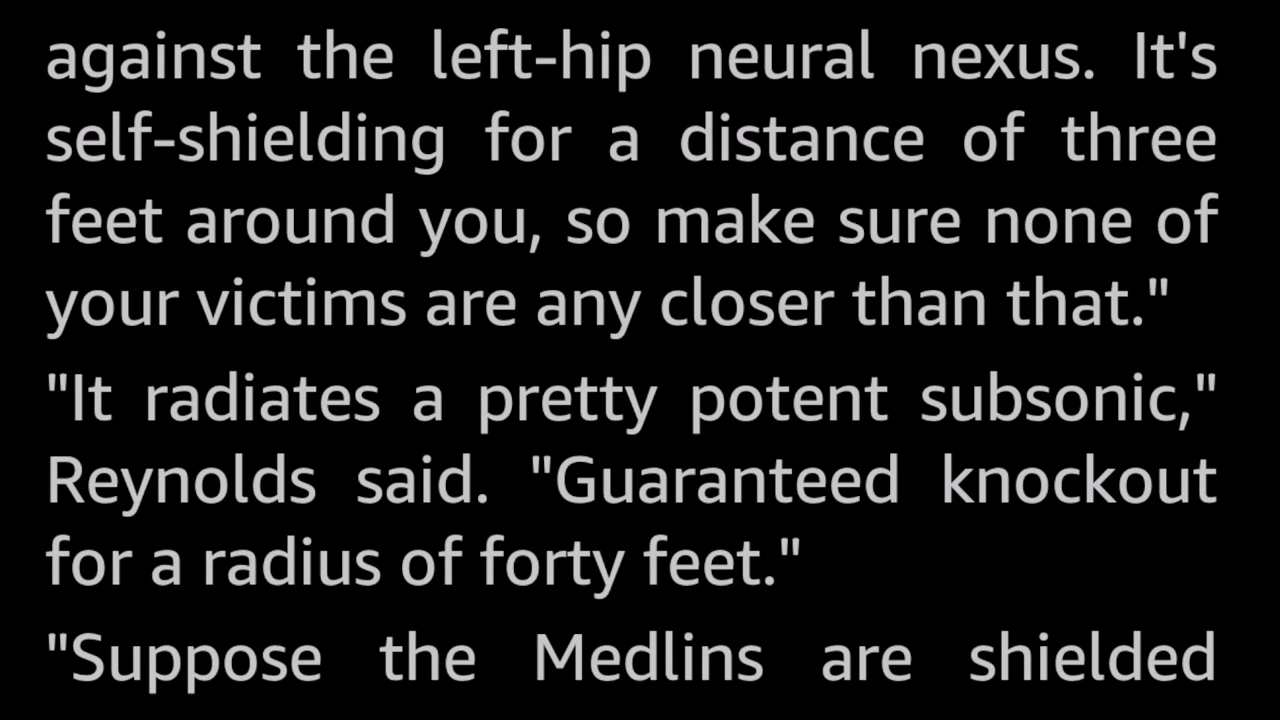 against the left-hip neural nexus. It's
self-shielding for a distance of three
feet around you, so make sure none of
your victims are any closer than that."
"It radiates a pretty potent subsonic,"
Reynolds said. "Guaranteed knockout
for a radius of forty feet."
"Suppose the Medlins are shielded